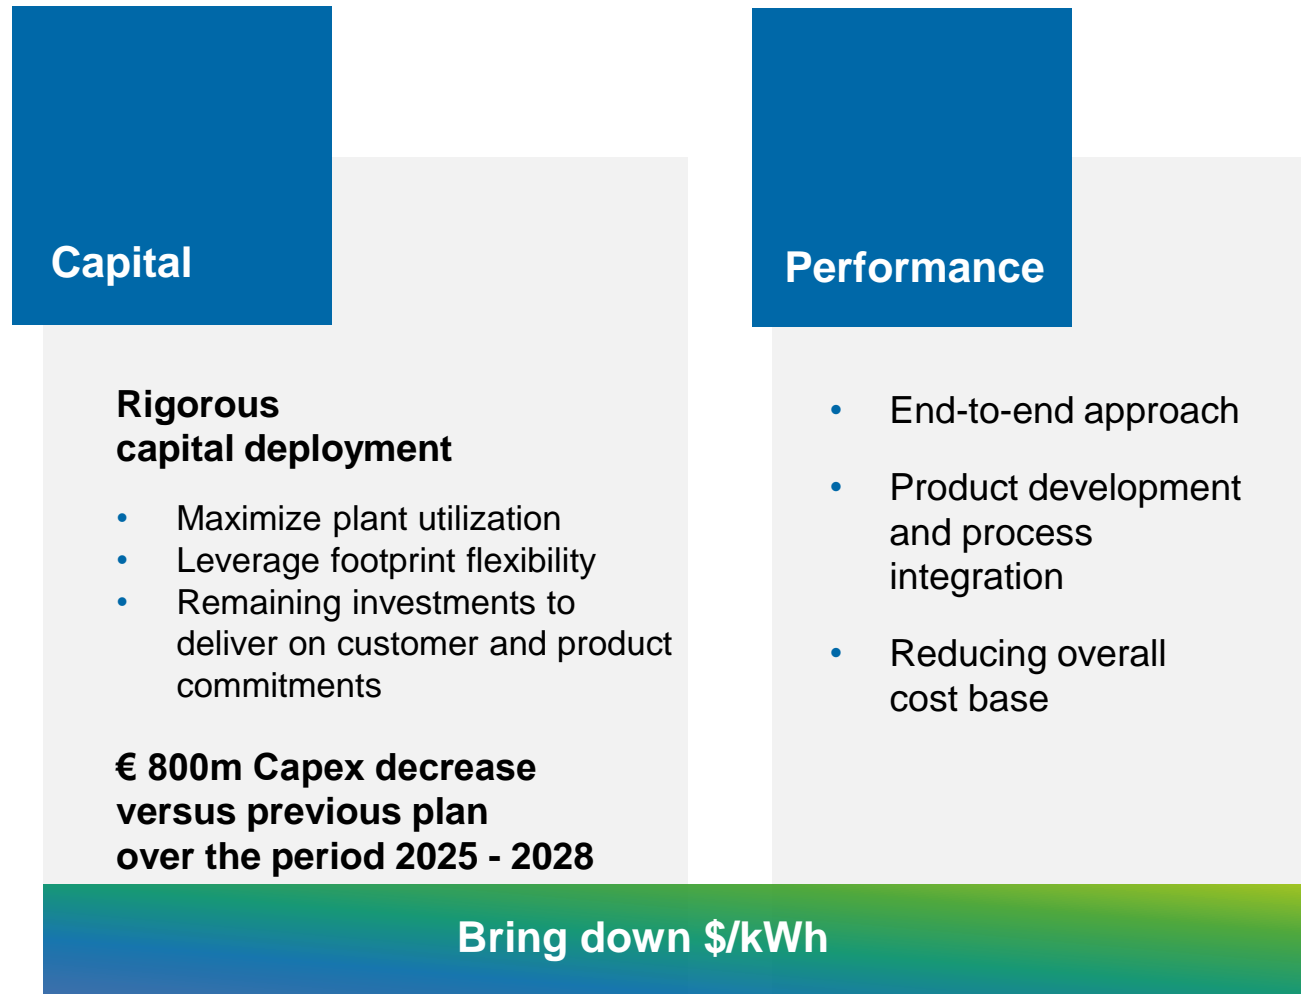 Capital
Rigorous
capital deployment
• Maximize plant utilization
• Leverage footprint flexibility
• Remaining investments to
deliver on customer and product
commitments
€ 800m Capex decrease
versus previous plan
over the period 2025 - 2028
Performance
• End-to-end approach
• Product development
and process
integration
• Reducing overall
cost base
Bring down $/kWh